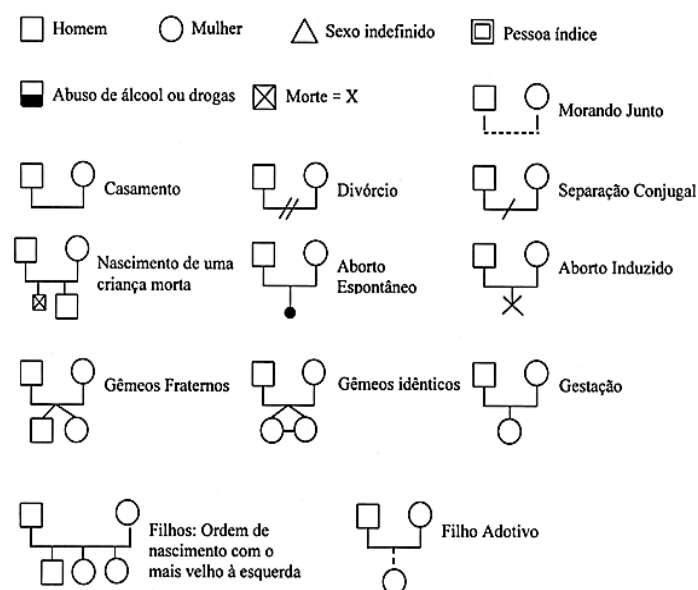 Homem
Mulher
Sexo indefinido
Pessoa índice
Abuso de álcool ou drogas
Morte = X
Morando Junto
Casamento
Divórcio
Separação Conjugal
Nascimento de uma
criança morta
Aborto
Espontâneo
Aborto Induzido
Gêmeos Fraternos
Gêmeos idênticos
Gestação
Filhos: Ordem de
nascimento com o
mais velho à esquerda
Filho Adotivo